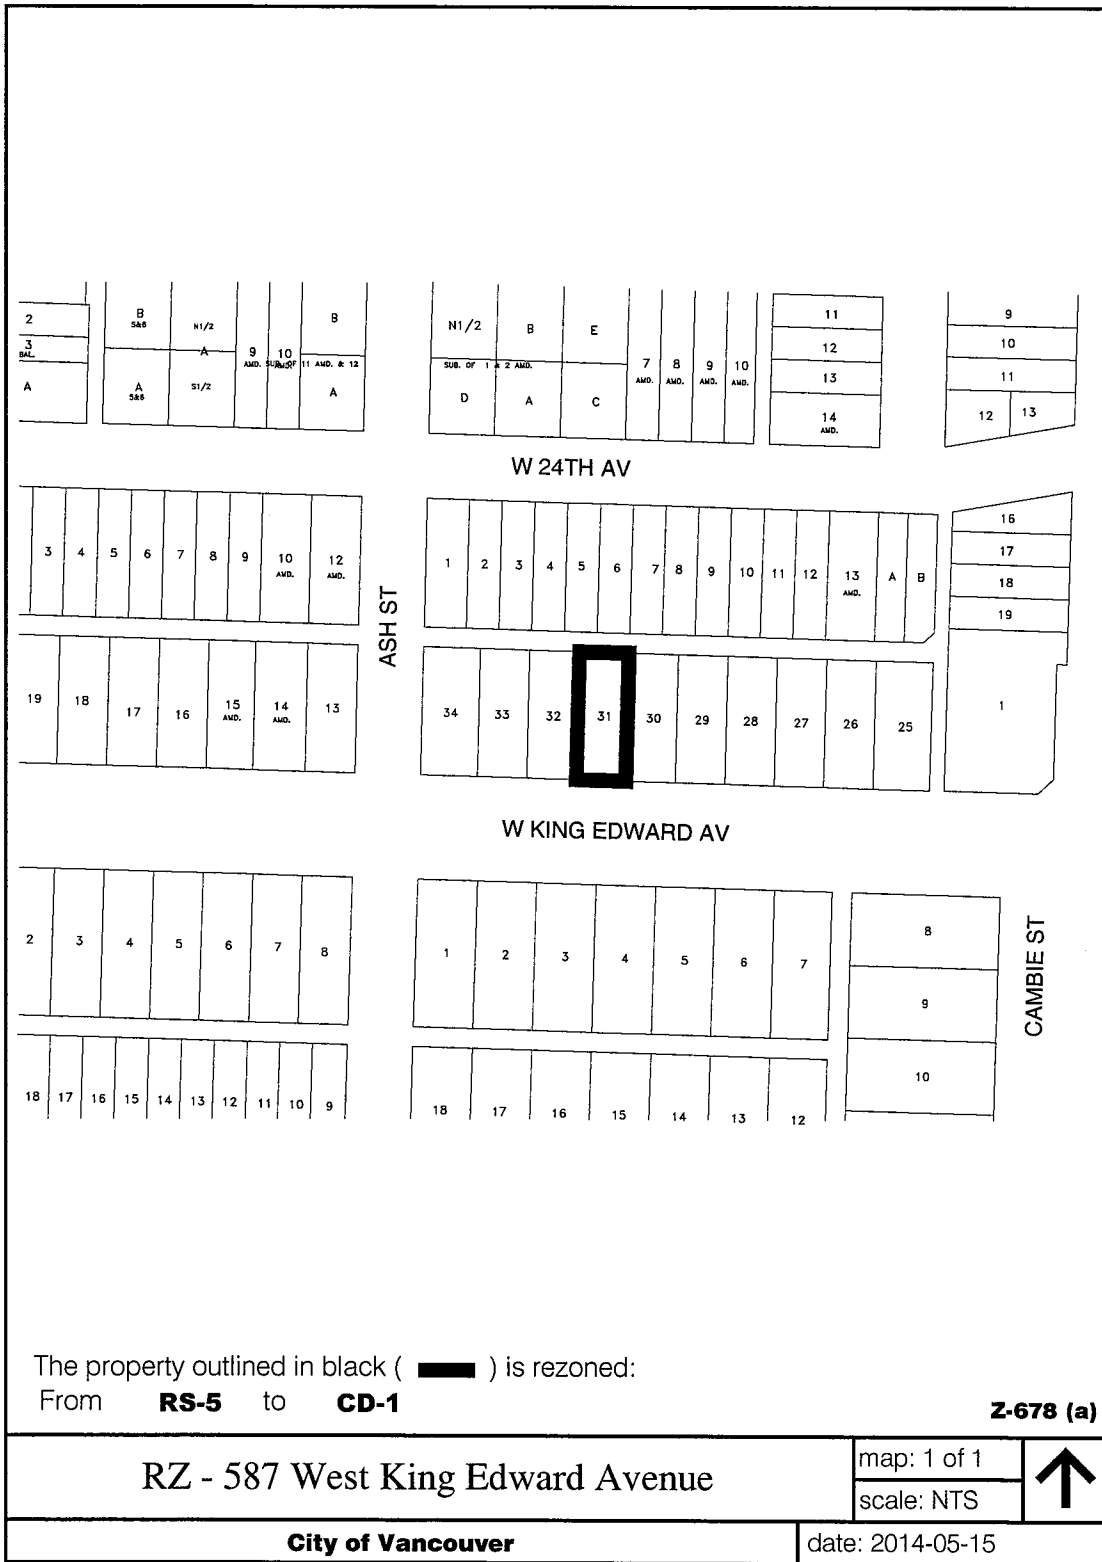 2
3
BAL.
A
B
5&6
A
5&6
N1/2
A
S1/2
9
AMD.
10
AMD.
SUB. OF 11 AMD. & 12
B
A
N1/2
B
E
SUB. OF 1 & 2 AMD.
D
A
C
7
AMD.
8
AMD.
9
AMD.
10
AMD.
11
12
13
14
AMD.
9
10
11
12 13
W 24TH AV
3 4 5 6 7 8 9 10 12
AMD. AMD.
ASH ST
1 2 3 4 5 6 7 8 9 10 11 12 13 A B
AMD.
16
17
18
19
1
19 18 17 16 15 14 13
AMD. AMD.
34 33 32 31 30 29 28 27 26 25
W KING EDWARD AV
2 3 4 5 6 7 8
1 2 3 4 5 6 7
8
9
10
CAMBIE ST
18 17 16 15 14 13 12 11 10 9
18 17 16 15 14 13 12
The property outlined in black ( ) is rezoned:
From RS-5 to CD-1
Z-678 (a)
RZ - 587 West King Edward Avenue
map: 1 of 1
scale: NTS
City of Vancouver
date: 2014-05-15